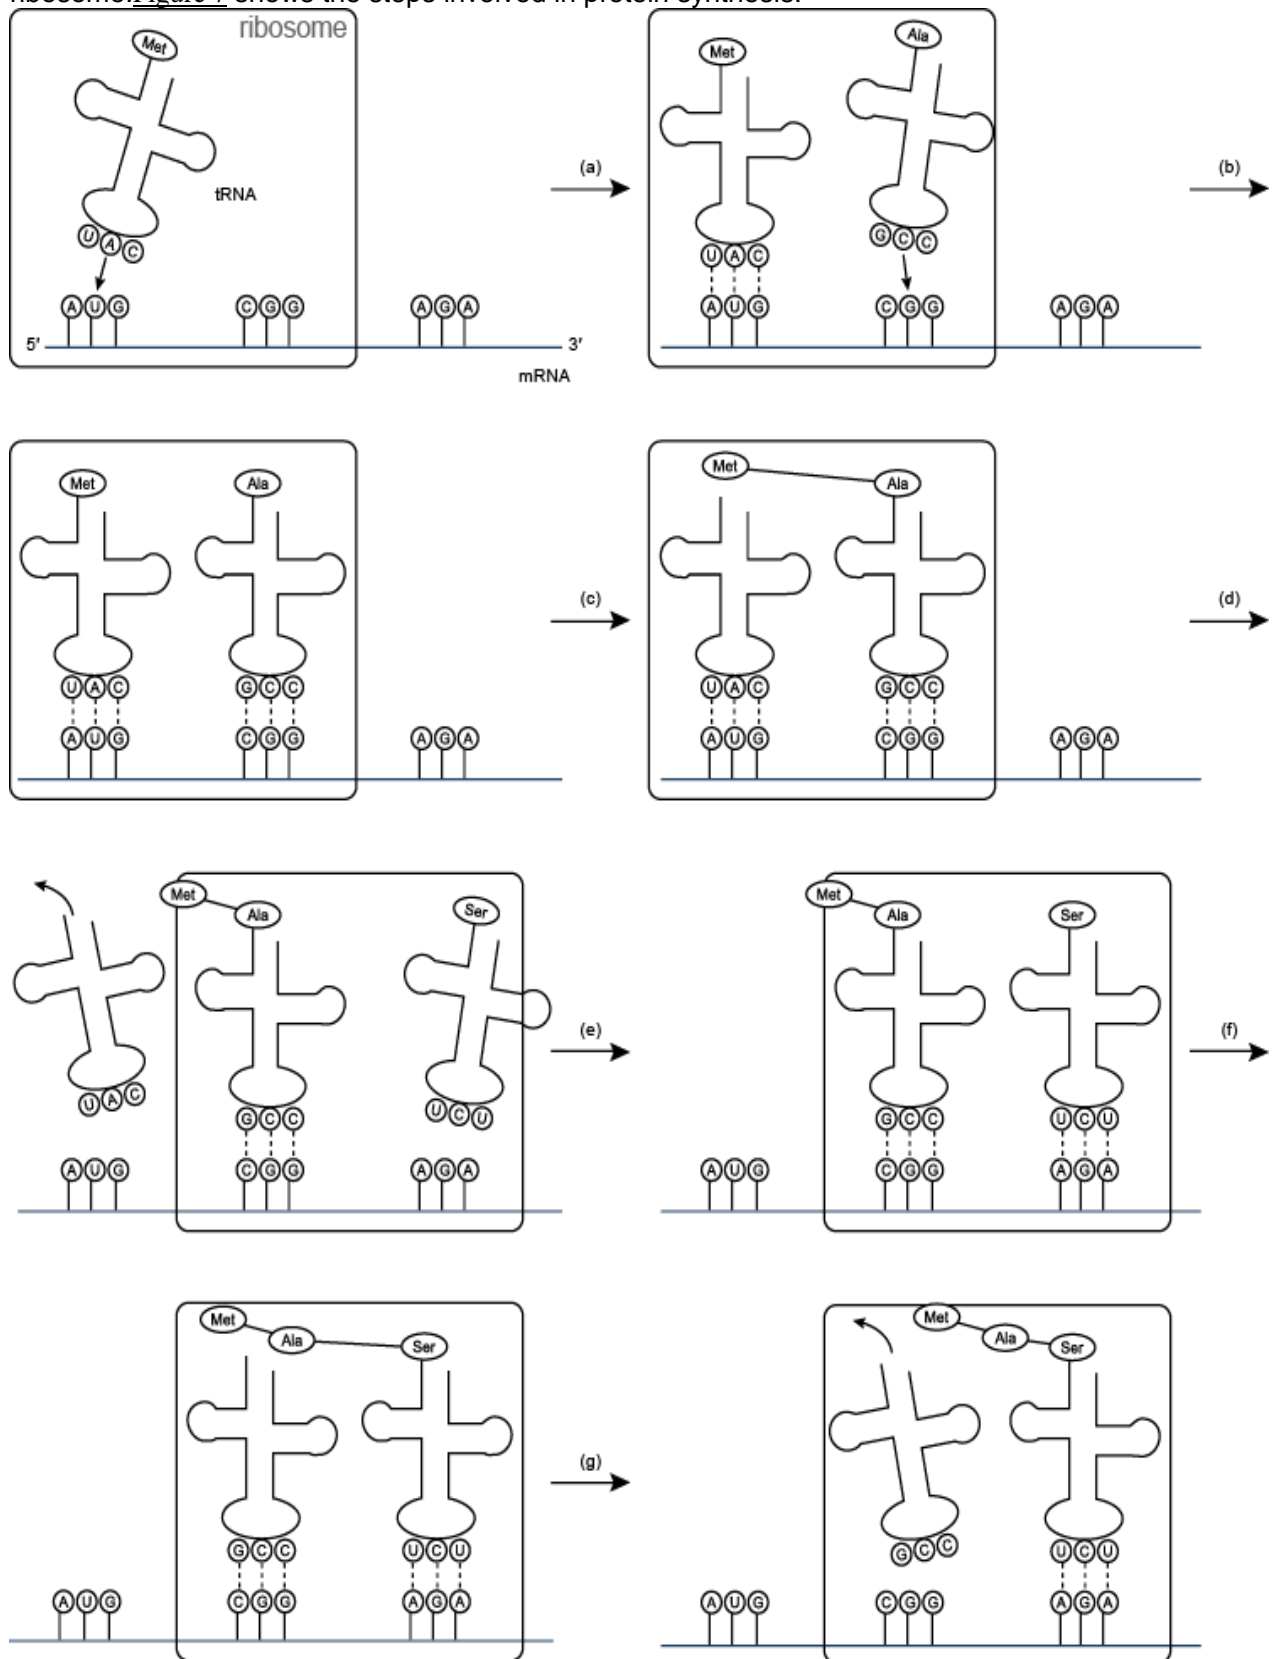 ribosome.Figure 7 shows the steps involved in protein synthesis.
ribosome
Met
tRNA
U A C
A U G C G G A G A
5′ 3′
mRNA
(a)
Met Ala
U A C G C C
A U G C G G A G A
(b)
Met Ala
U A C G C C
A U G C G G A G A
(c)
Met Ala
U A C G C C
A U G C G G A G A
(d)
Met Ala Ser
U A C G C C U C U
A U G C G G A G A
(e)
Met Ala Ser
G C C U C U
A U G C G G A G A
(f)
Met Ala Ser
G C C U C U
A U G C G G A G A
(g)
Met Ala Ser
G C C U C U
A U G C G G A G A